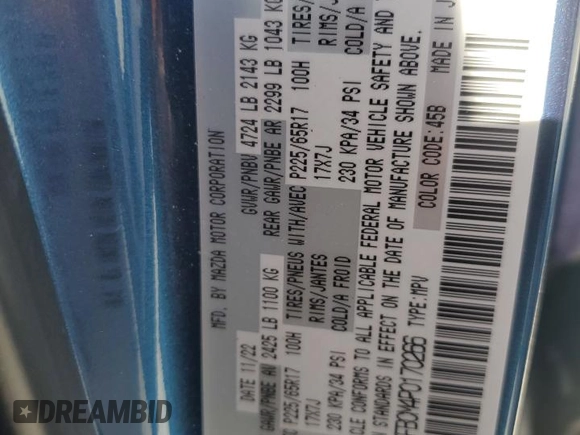 MFD. BY MAZDA MOTOR CORPORATION
DATE 11/22 GVWR/PNBV 4724 LB 2143 KG
GAWR/PNBE AV 2425 LB 1100 KG REAR GAWR/PNBE AR 2299 LB 1043 KG
P225/65R17 100H TIRES/PNEUS WITH/AVEC P225/65R17 100H TIRES/
17X7J RIMS/JANTES 17X7J RIMS/
230 KPA/34 PSI COLD/A FROID 230 KPA/34 PSI COLD/A
CONFORMS TO ALL APPLICABLE FEDERAL MOTOR VEHICLE SAFETY AND
STANDARDS IN EFFECT ON THE DATE OF MANUFACTURE SHOWN ABOVE.
TYPE: MPV COLOR CODE: 45B MADE IN
DREAMBID